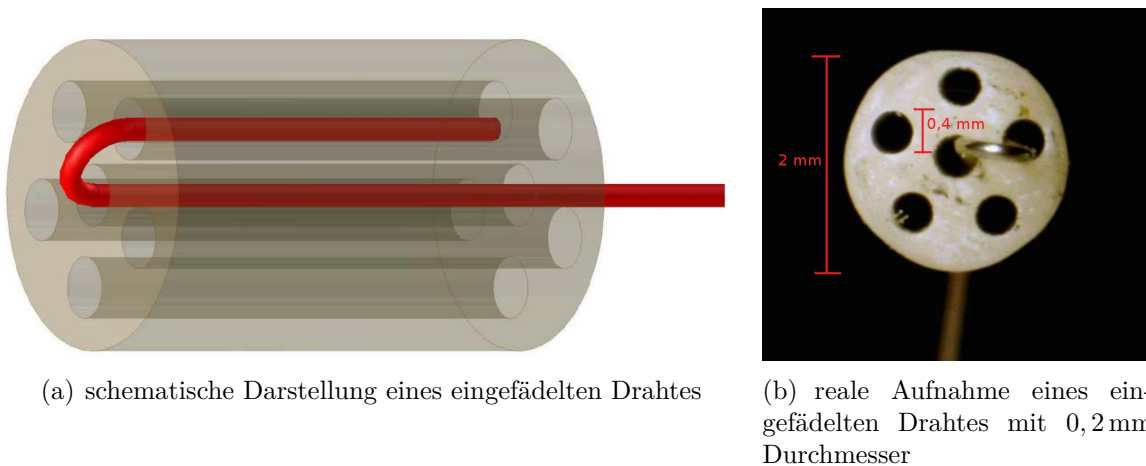 2 mm
0,4 mm
(a) schematische Darstellung eines eingefädelten Drahtes
(b) reale Aufnahme eines ein-
gefädelten Drahtes mit 0, 2 mm
Durchmesser